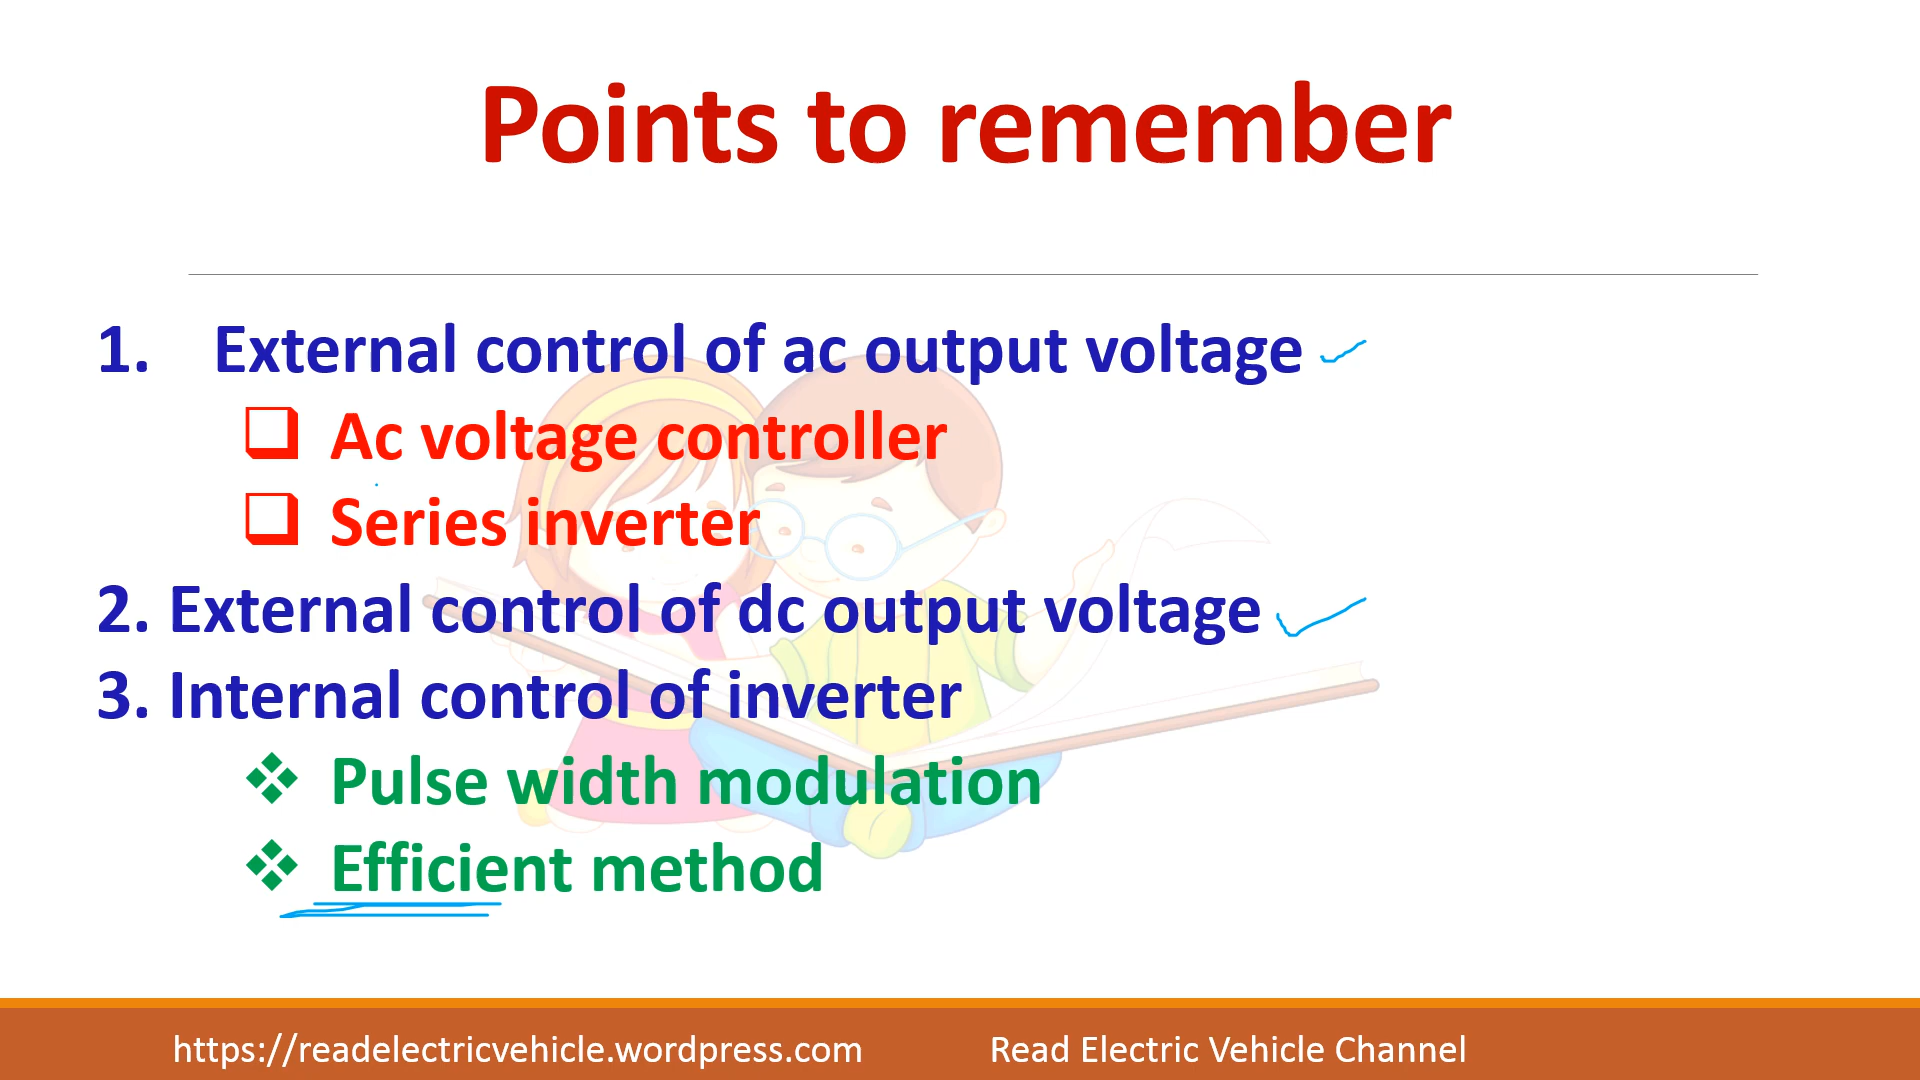 Points to remember
1. External control of ac output voltage
Ac voltage controller
Series inverter
2. External control of dc output voltage
3. Internal control of inverter
Pulse width modulation
Efficient method
https://readelectricvehicle.wordpress.com Read Electric Vehicle Channel